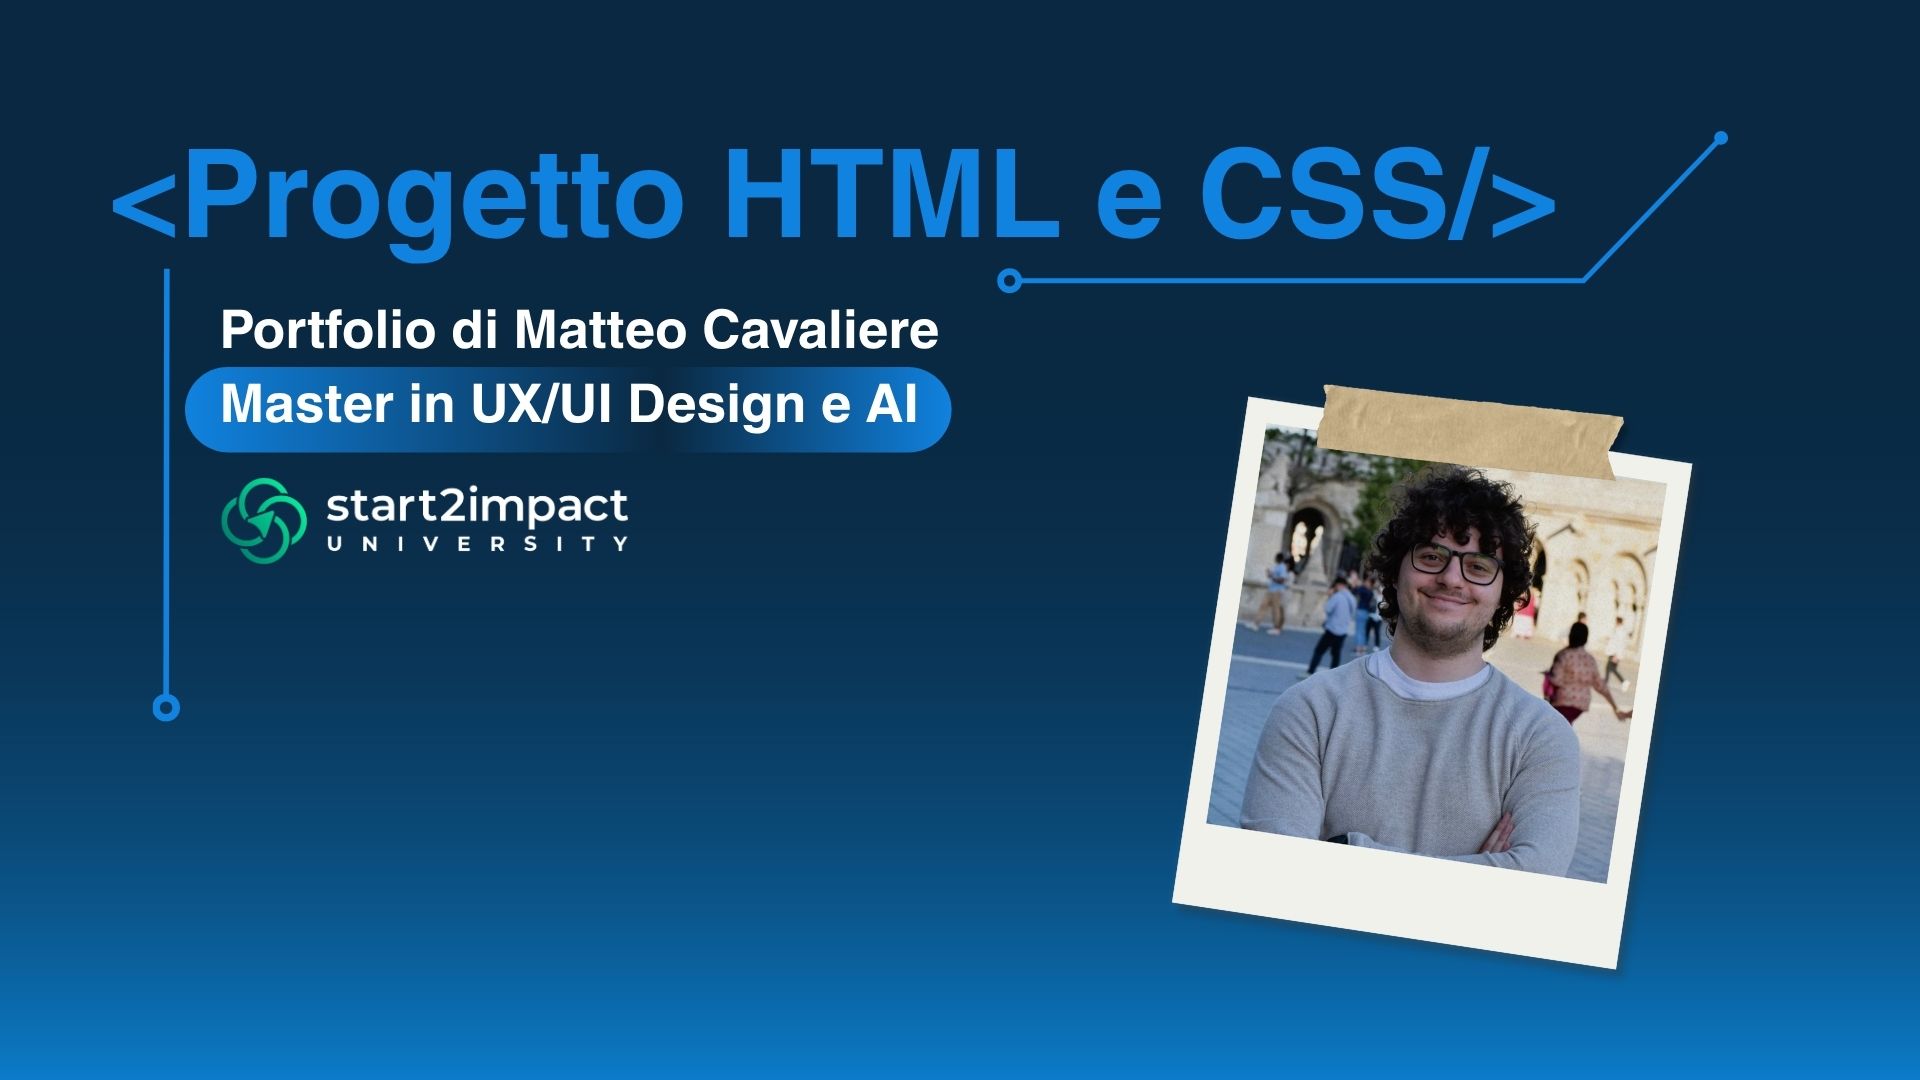 <Progetto HTML e CSS/>
Portfolio di Matteo Cavaliere
Master in UX/UI Design e AI
start2impact
UNIVERSITY